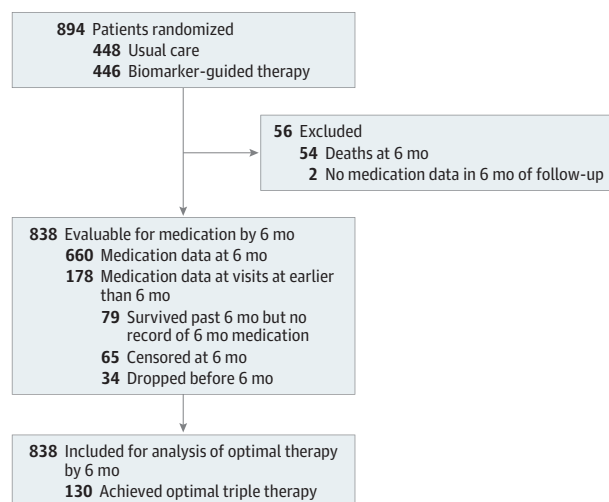 894 Patients randomized
448 Usual care
446 Biomarker-guided therapy
56 Excluded
54 Deaths at 6 mo
2 No medication data in 6 mo of follow-up
838 Evaluable for medication by 6 mo
660 Medication data at 6 mo
178 Medication data at visits at earlier
than 6 mo
79 Survived past 6 mo but no
record of 6 mo medication
65 Censored at 6 mo
34 Dropped before 6 mo
838 Included for analysis of optimal therapy
by 6 mo
130 Achieved optimal triple therapy